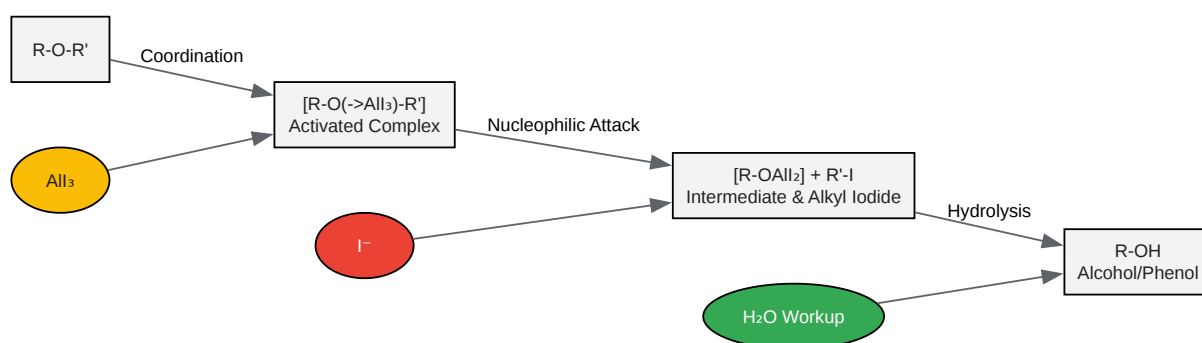 R-O-R'
Coordination
AlI₃
[R-O(->AlI₃)-R']
Activated Complex
Nucleophilic Attack
I⁻
[R-OAlI₂] + R'-I
Intermediate & Alkyl Iodide
Hydrolysis
H₂O Workup
R-OH
Alcohol/Phenol